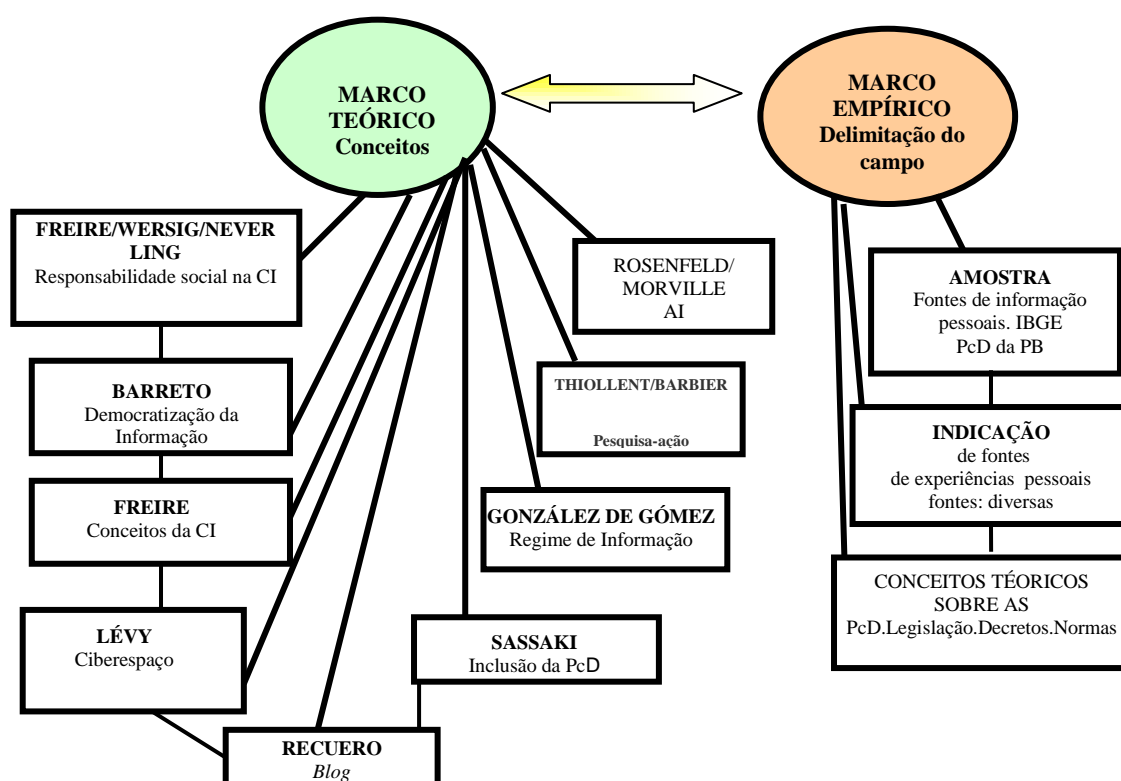 MARCO
TEÓRICO
Conceitos
MARCO
EMPÍRICO
Delimitação do
campo
FREIRE/WERSIG/NEVER
LING
Responsabilidade social na CI
BARRETO
Democratização da
Informação
FREIRE
Conceitos da CI
LÉVY
Ciberespaço
RECUERO
Blog
SASSAKI
Inclusão da PcD
GONZÁLEZ DE GÓMEZ
Regime de Informação
THIOLLENT/BARBIER
Pesquisa-ação
ROSENFELD/
MORVILLE
AI
AMOSTRA
Fontes de informação
pessoais. IBGE
PcD da PB
INDICAÇÃO
de fontes
de experiências pessoais
fontes: diversas
CONCEITOS TÉORICOS
SOBRE AS
PcD.Legislação.Decretos.Normas